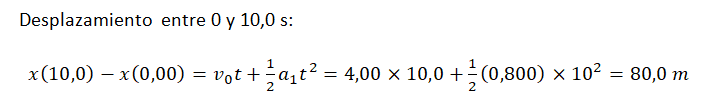 Desplazamiento entre 0 y 10,0 s:
x(10,0) − x(0,00) = v₀t + ½a₁t² = 4,00 × 10,0 + ½(0,800) × 10² = 80,0 m